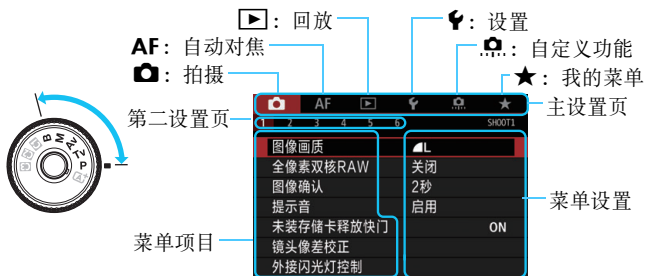 ▶: 回放
设置
AF: 自动对焦
自定义功能
拍摄
★: 我的菜单
AF
主设置页
第二设置页
1 2 3 4 5 6
SHOOT1
图像画质
L
全像素双核RAW
关闭
图像确认
2秒
菜单设置
提示音
启用
未装存储卡释放快门
ON
菜单项目
镜头像差校正
外接闪光灯控制
B M Av Tv P A+